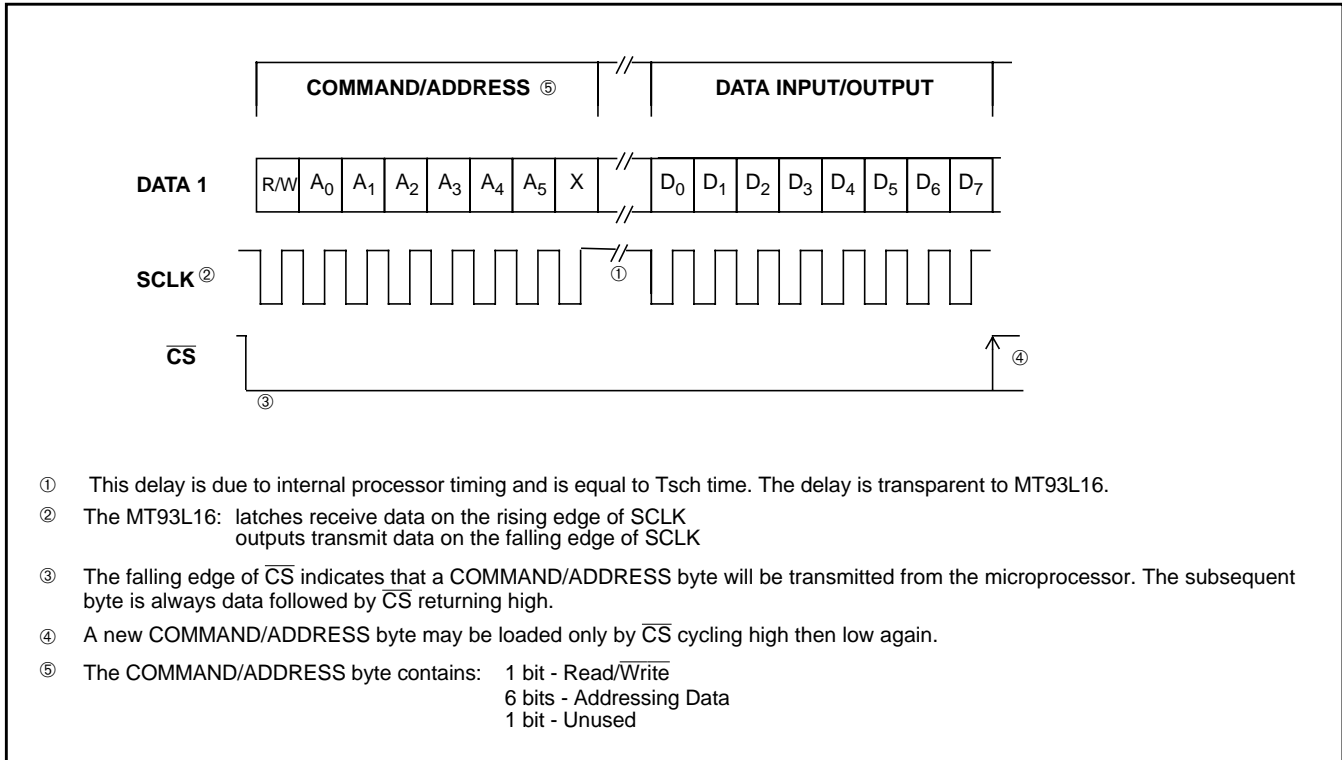 COMMAND/ADDRESS ⑤ // DATA INPUT/OUTPUT
DATA 1 R/W A0 A1 A2 A3 A4 A5 X // D0 D1 D2 D3 D4 D5 D6 D7
//
SCLK ② //
①
CS
④
③
① This delay is due to internal processor timing and is equal to Tsch time. The delay is transparent to MT93L16.
② The MT93L16: latches receive data on the rising edge of SCLK
outputs transmit data on the falling edge of SCLK
③ The falling edge of CS indicates that a COMMAND/ADDRESS byte will be transmitted from the microprocessor. The subsequent
byte is always data followed by CS returning high.
④ A new COMMAND/ADDRESS byte may be loaded only by CS cycling high then low again.
⑤ The COMMAND/ADDRESS byte contains: 1 bit - Read/Write
6 bits - Addressing Data
1 bit - Unused